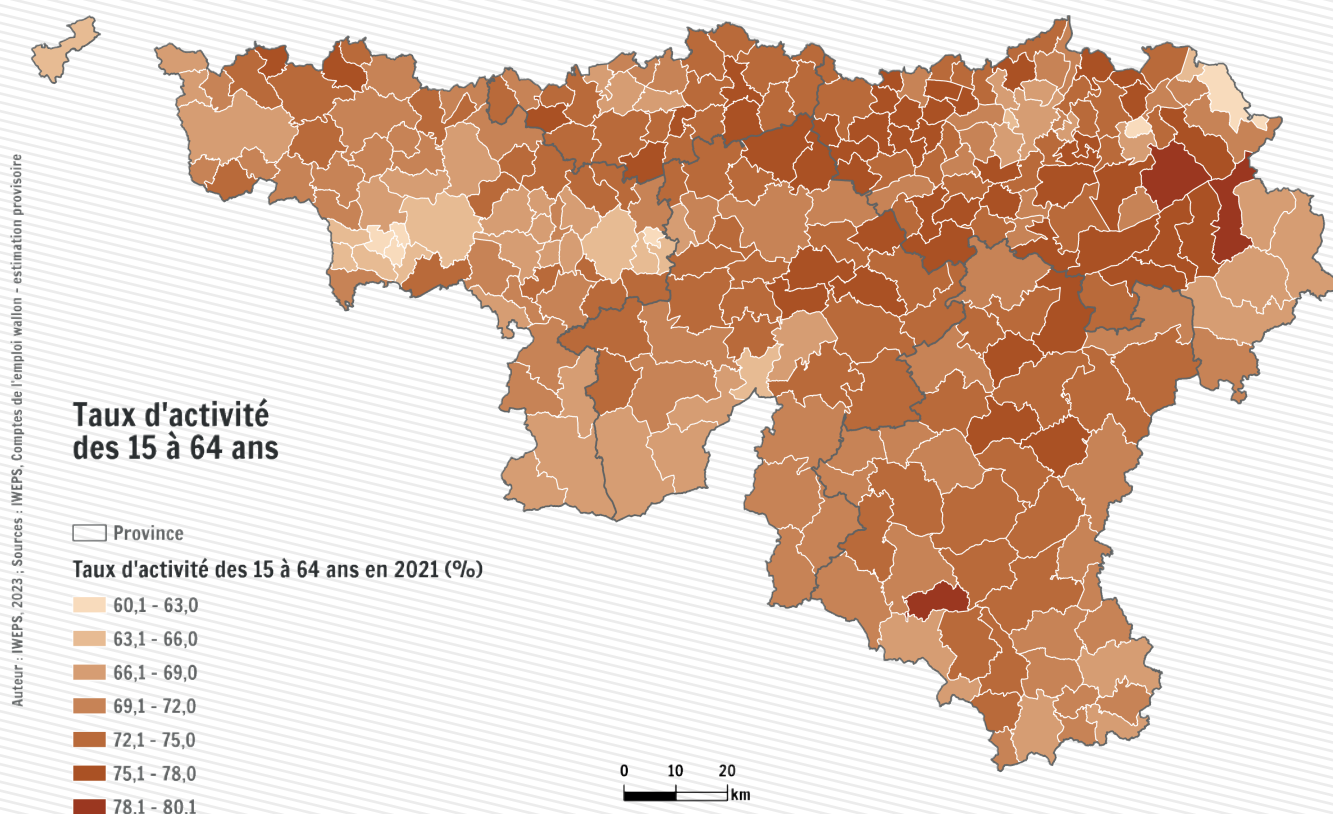 Auteur : IWEPS, 2023 ; Sources : IWEPS, Comptes de l'emploi wallon - estimation provisoire
Taux d'activité
des 15 à 64 ans
Province
Taux d'activité des 15 à 64 ans en 2021 (%)
60,1 - 63,0
63,1 - 66,0
66,1 - 69,0
69,1 - 72,0
72,1 - 75,0
75,1 - 78,0
78,1 - 80,1
0 10 20
km